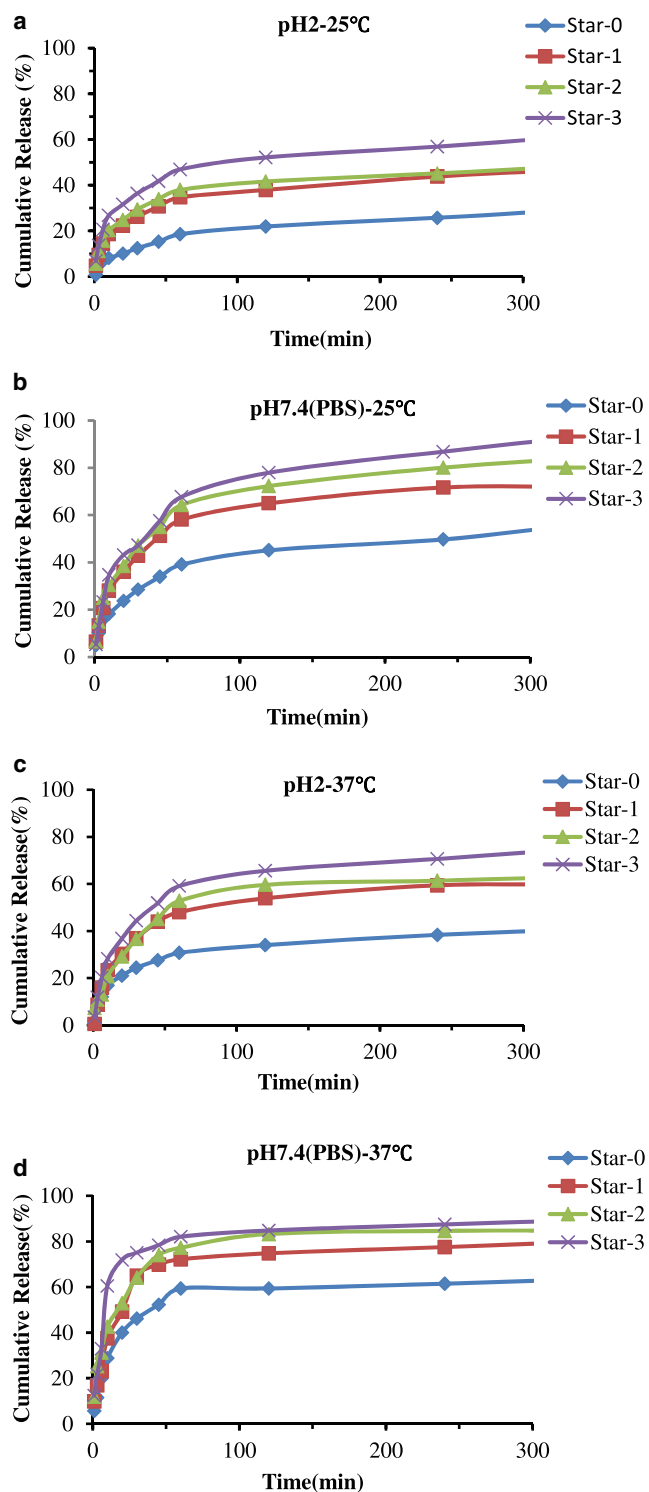 a
pH2-25℃
Star-0
Star-1
Star-2
Star-3
Cumulative Release (%)
100
80
60
40
20
0
0 100 200 300
Time(min)
b
pH7.4(PBS)-25℃
Star-0
Star-1
Star-2
Star-3
Cumulative Release (%)
100
80
60
40
20
0
0 100 200 300
Time(min)
c
pH2-37℃
Star-0
Star-1
Star-2
Star-3
Cumulative Release(%)
100
80
60
40
20
0
0 100 200 300
Time(min)
d
pH7.4(PBS)-37℃
Star-0
Star-1
Star-2
Star-3
Cumulative Release(%)
100
80
60
40
20
0
0 100 200 300
Time(min)